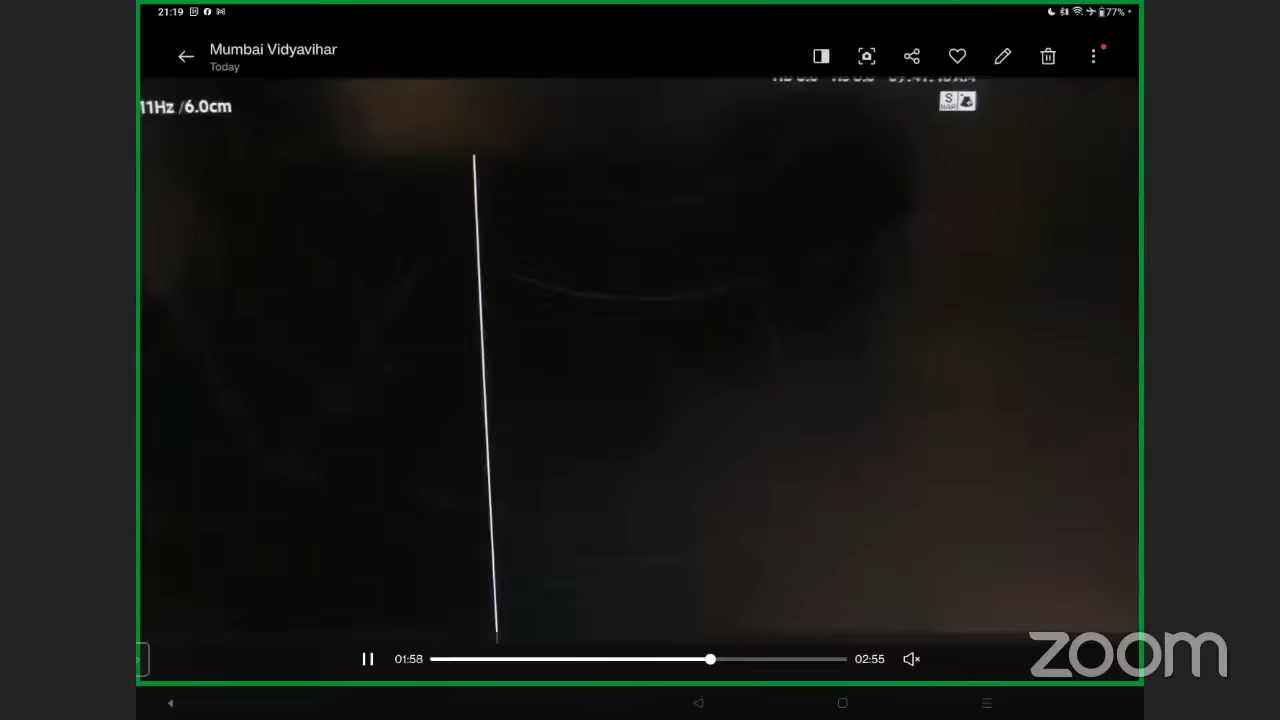 21:19
77%
Mumbai Vidyavihar
Today
11Hz /6.0cm
S
01:58
02:55
zoom